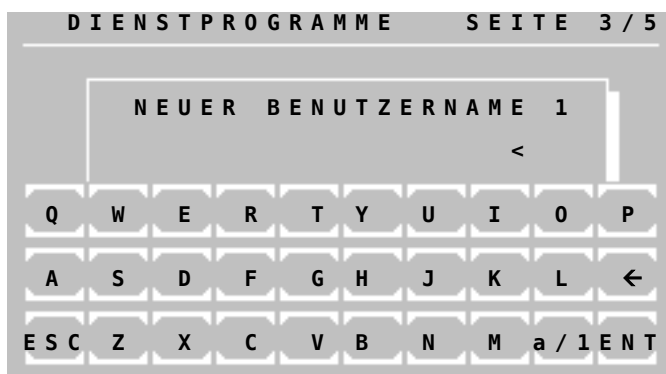 DIENSTPROGRAMME SEITE 3/5
NEUER BENUTZERNAME 1
<
Q W E R T Y U I O P
A S D F G H J K L ←
ESC Z X C V B N M a/1 ENT